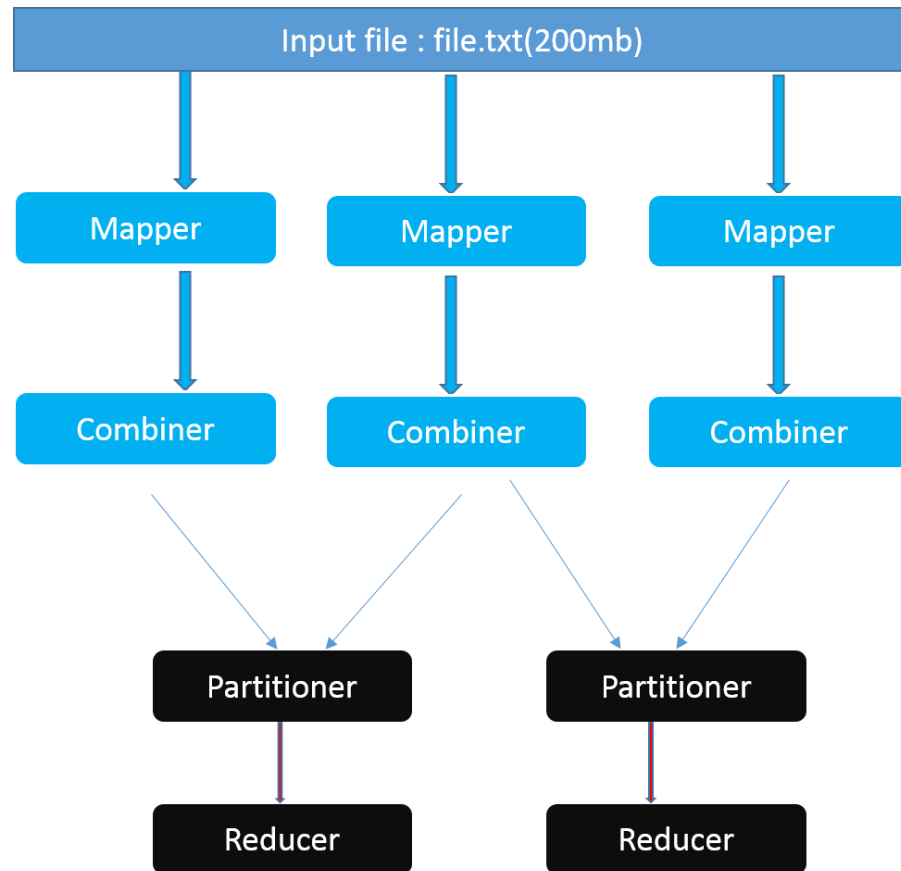 Input file : file.txt(200mb)
Mapper
Mapper
Mapper
Combiner
Combiner
Combiner
Partitioner
Partitioner
Reducer
Reducer